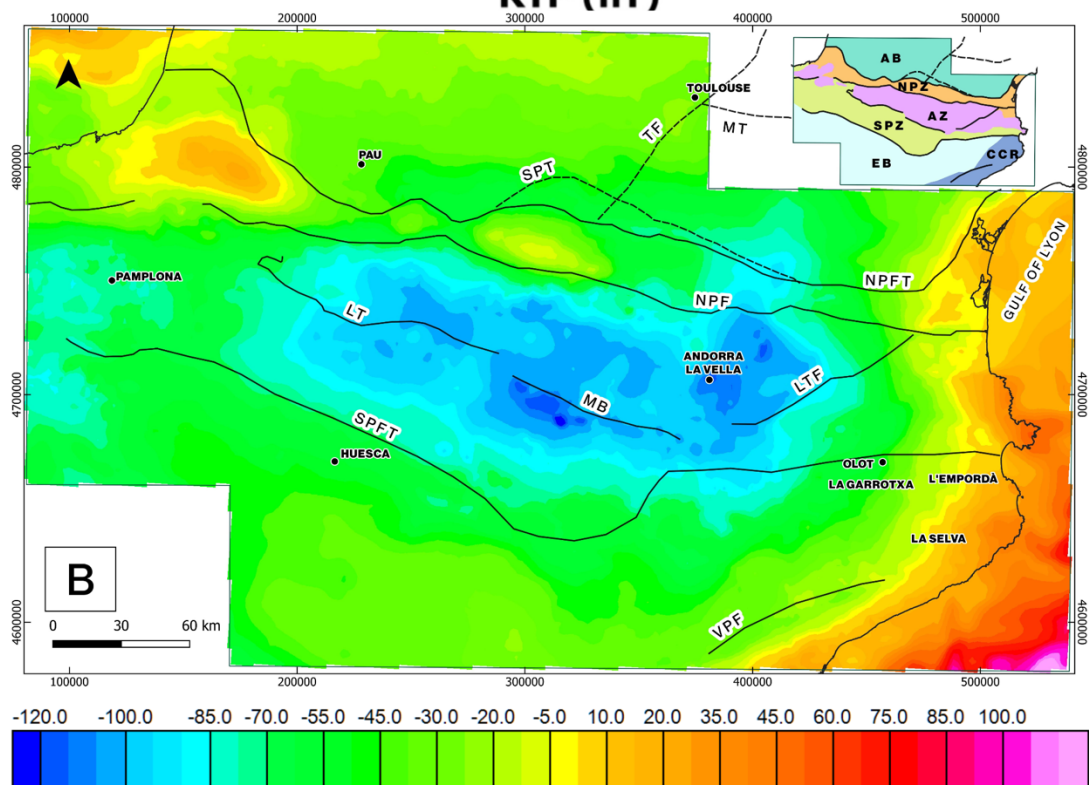 100000 200000 300000 400000 500000
TOULOUSE
TF
MT
PAU
SPT
AB
NPZ
AZ
SPZ
EB
CCR
4800000
4800000
PAMPLONA
NPFT
GULF OF LYON
NPF
LT
ANDORRA
LA VELLA
LTF
MB
4700000
4700000
SPFT
HUESCA
OLOT
LA GARROTXA
L'EMPORDÀ
LA SELVA
B
0 30 60 km
VPF
4600000
4600000
100000 200000 300000 400000 500000
-120.0 -100.0 -85.0 -70.0 -55.0 -45.0 -30.0 -20.0 -5.0 10.0 20.0 35.0 45.0 60.0 75.0 85.0 100.0